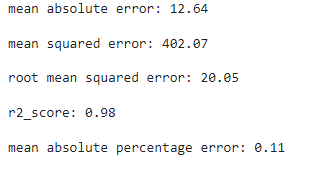 mean absolute error: 12.64
mean squared error: 402.07
root mean squared error: 20.05
r2_score: 0.98
mean absolute percentage error: 0.11